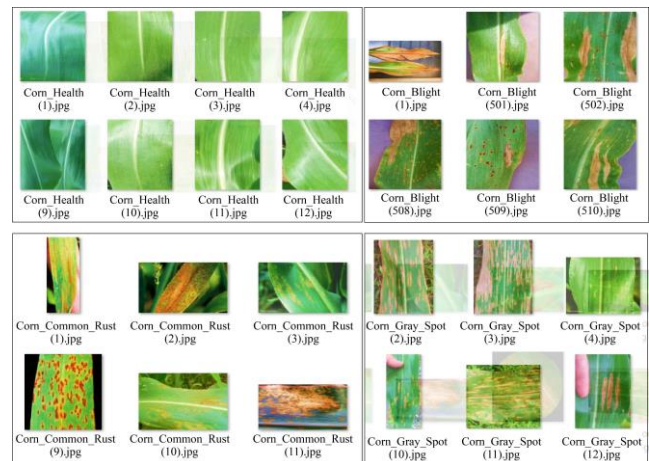 Corn_Health
(1).jpg
Corn_Health
(2).jpg
Corn_Health
(3).jpg
Corn_Health
(4).jpg
Corn_Health
(9).jpg
Corn_Health
(10).jpg
Corn_Health
(11).jpg
Corn_Health
(12).jpg
Corn_Blight
(1).jpg
Corn_Blight
(501).jpg
Corn_Blight
(502).jpg
Corn_Blight
(508).jpg
Corn_Blight
(509).jpg
Corn_Blight
(510).jpg
Corn_Common_Rust
(1).jpg
Corn_Common_Rust
(2).jpg
Corn_Common_Rust
(3).jpg
Corn_Common_Rust
(9).jpg
Corn_Common_Rust
(10).jpg
Corn_Common_Rust
(11).jpg
Corn_Gray_Spot
(2).jpg
Corn_Gray_Spot
(3).jpg
Corn_Gray_Spot
(4).jpg
Corn_Gray_Spot
(10).jpg
Corn_Gray_Spot
(11).jpg
Corn_Gray_Spot
(12).jpg